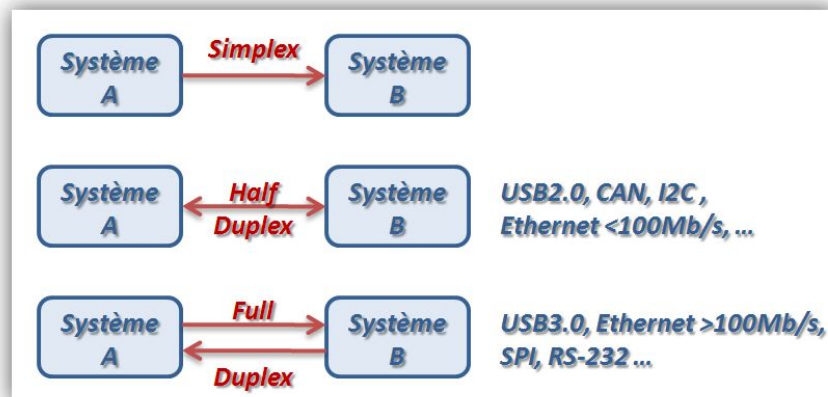 Système A
Simplex
Système B
Système A
Half Duplex
Système B
USB2.0, CAN, I2C ,
Ethernet <100Mb/s, ...
Système A
Full Duplex
Système B
USB3.0, Ethernet >100Mb/s,
SPI, RS-232 ...